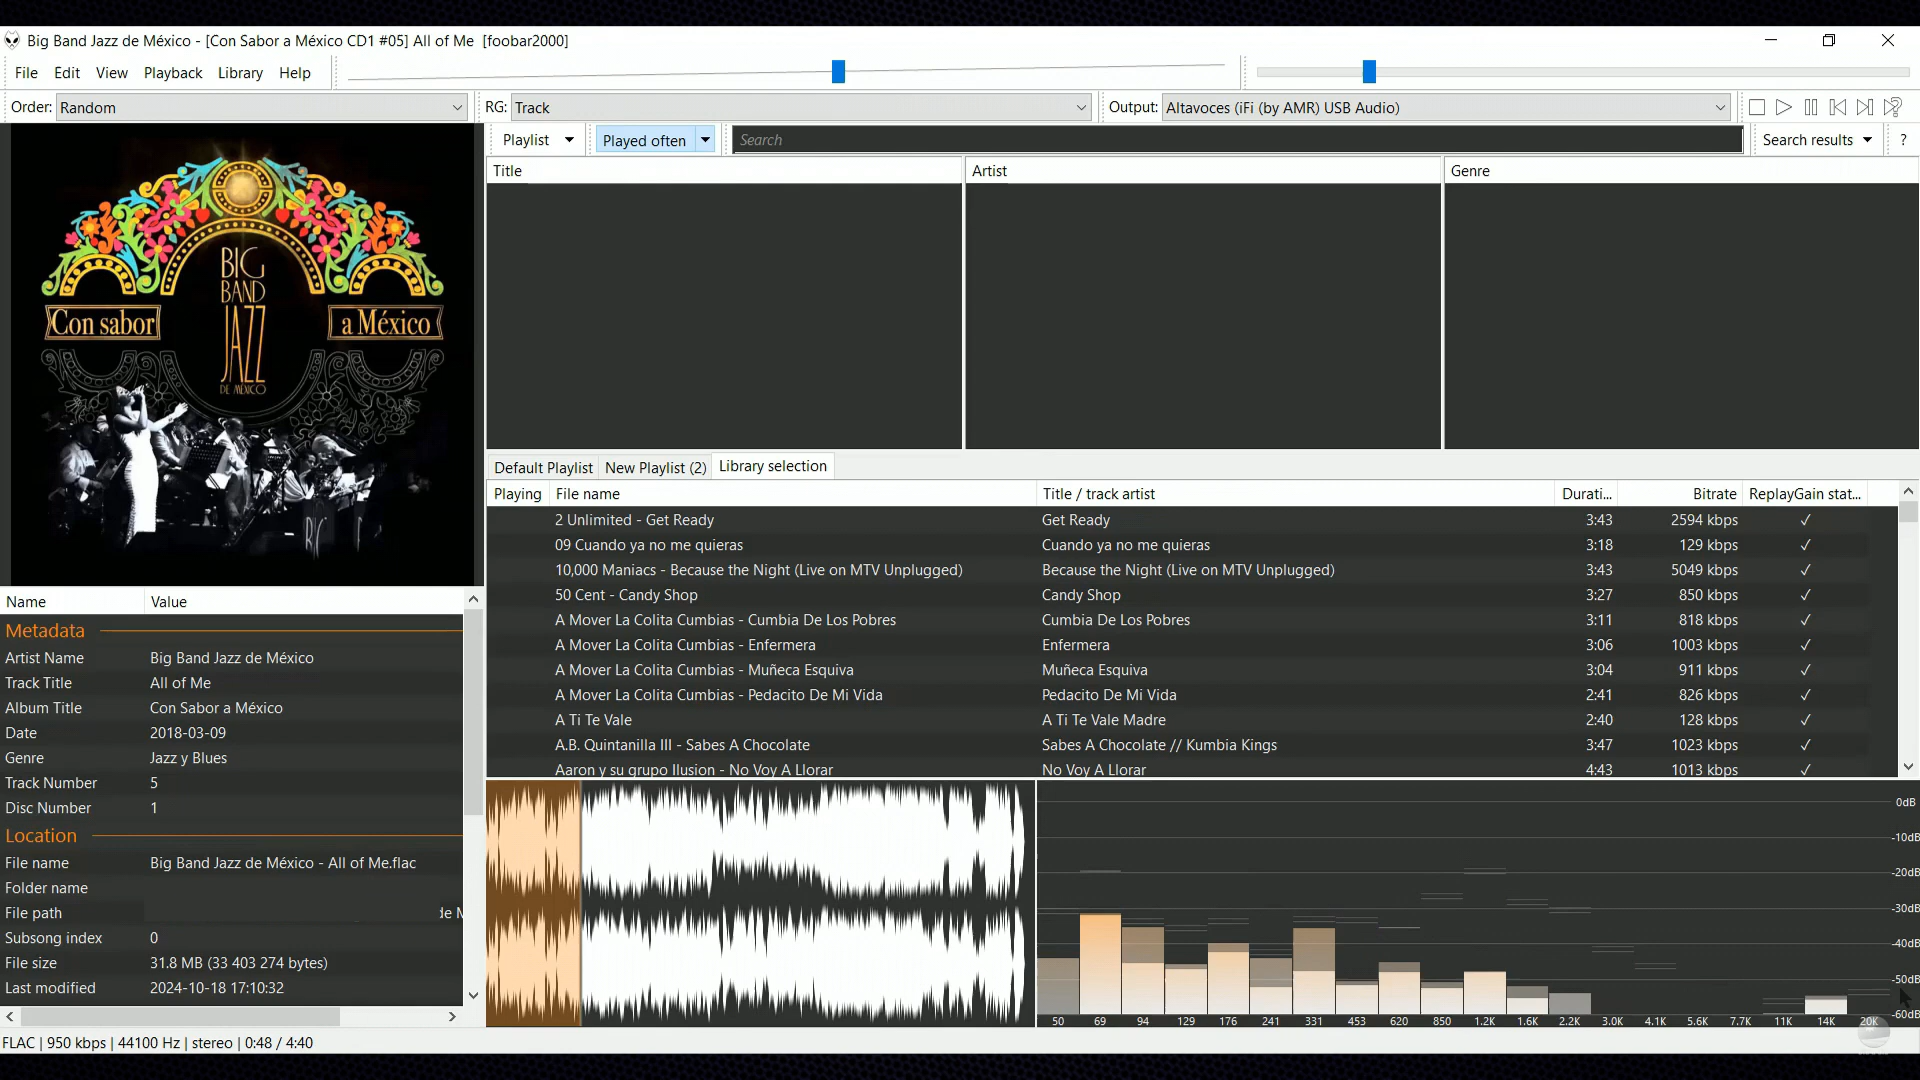 Big Band Jazz de México - [Con Sabor a México CD1 #05] All of Me [foobar2000]
File Edit View Playback Library Help
Order: Random
RG: Track
Output: Altavoces (iFi (by AMR) USB Audio)
Playlist Played often Search Search results ?
Title Artist Genre
BIG
BAND
JAZZ
DE MÉXICO
Con sabor
a México
Default Playlist New Playlist (2) Library selection
Playing File name Title / track artist Durati... Bitrate ReplayGain stat...
2 Unlimited - Get Ready Get Ready 3:43 2594 kbps ✓
09 Cuando ya no me quieras Cuando ya no me quieras 3:18 129 kbps ✓
10,000 Maniacs - Because the Night (Live on MTV Unplugged) Because the Night (Live on MTV Unplugged) 3:43 5049 kbps ✓
50 Cent - Candy Shop Candy Shop 3:27 850 kbps ✓
A Mover La Colita Cumbias - Cumbia De Los Pobres Cumbia De Los Pobres 3:11 818 kbps ✓
A Mover La Colita Cumbias - Enfermera Enfermera 3:06 1003 kbps ✓
A Mover La Colita Cumbias - Muñeca Esquiva Muñeca Esquiva 3:04 911 kbps ✓
A Mover La Colita Cumbias - Pedacito De Mi Vida Pedacito De Mi Vida 2:41 826 kbps ✓
A Ti Te Vale A Ti Te Vale Madre 2:40 128 kbps ✓
A.B. Quintanilla III - Sabes A Chocolate Sabes A Chocolate // Kumbia Kings 3:47 1023 kbps ✓
Aaron y su grupo Ilusion - No Voy A Llorar No Voy A Llorar 4:43 1013 kbps ✓
Name Value
Metadata
Artist Name Big Band Jazz de México
Track Title All of Me
Album Title Con Sabor a México
Date 2018-03-09
Genre Jazz y Blues
Track Number 5
Disc Number 1
Location
File name Big Band Jazz de México - All of Me.flac
Folder name
File path de M
Subsong index 0
File size 31.8 MB (33 403 274 bytes)
Last modified 2024-10-18 17:10:32
0dB
-10dB
-20dB
-30dB
-40dB
-50dB
-60dB
50 69 94 129 176 241 331 453 620 850 1.2K 1.6K 2.2K 3.0K 4.1K 5.6K 7.7K 11K 14K 20K
FLAC | 950 kbps | 44100 Hz | stereo | 0:48 / 4:40